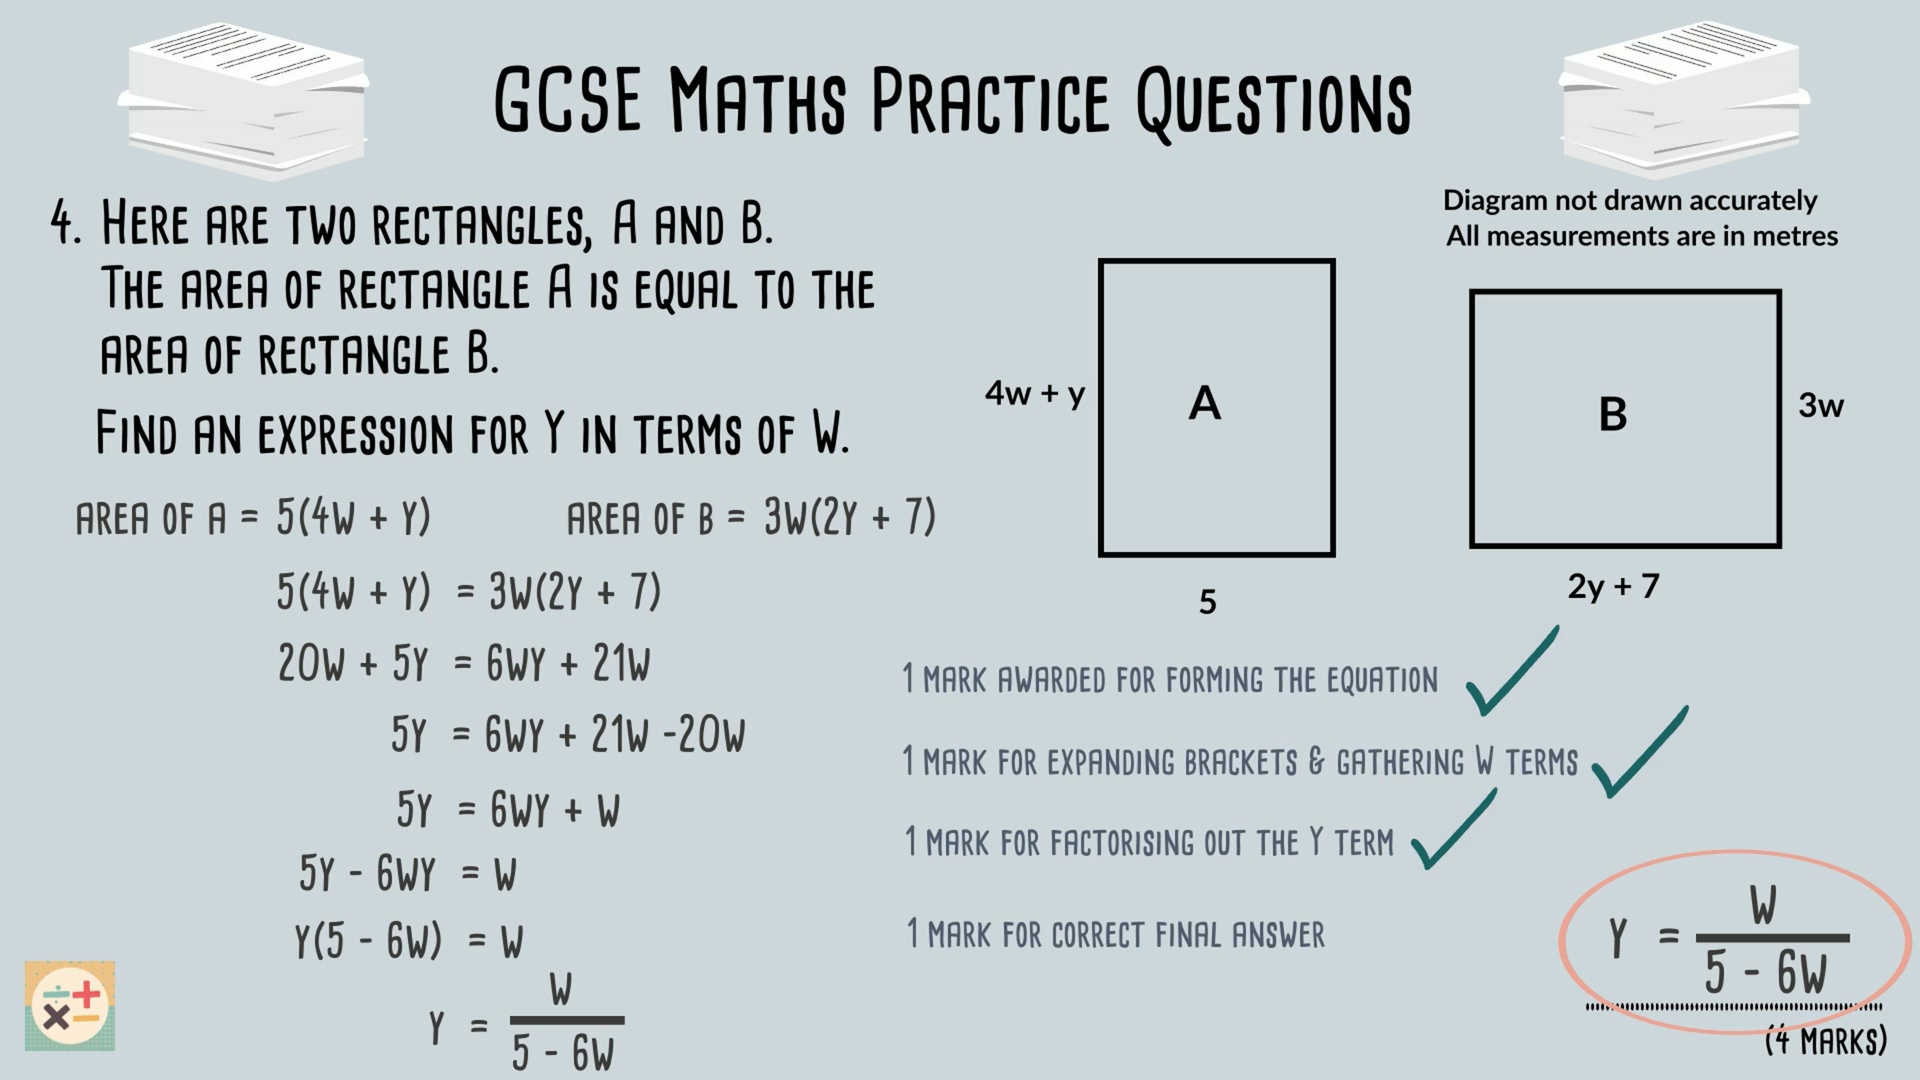 GCSE MATHS PRACTICE QUESTIONS
4. HERE ARE TWO RECTANGLES, A AND B.
THE AREA OF RECTANGLE A IS EQUAL TO THE
AREA OF RECTANGLE B.
FIND AN EXPRESSION FOR Y IN TERMS OF W.
Diagram not drawn accurately
All measurements are in metres
4w + y
A
5
B
3w
2y + 7
AREA OF A = 5(4W + Y)
AREA OF B = 3W(2Y + 7)
5(4W + Y) = 3W(2Y + 7)
20W + 5Y = 6WY + 21W
5Y = 6WY + 21W -20W
5Y = 6WY + W
5Y - 6WY = W
Y(5 - 6W) = W
W
Y =
5 - 6W
1 MARK AWARDED FOR FORMING THE EQUATION
1 MARK FOR EXPANDING BRACKETS & GATHERING W TERMS
1 MARK FOR FACTORISING OUT THE Y TERM
1 MARK FOR CORRECT FINAL ANSWER
W
Y =
5 - 6W
(4 MARKS)